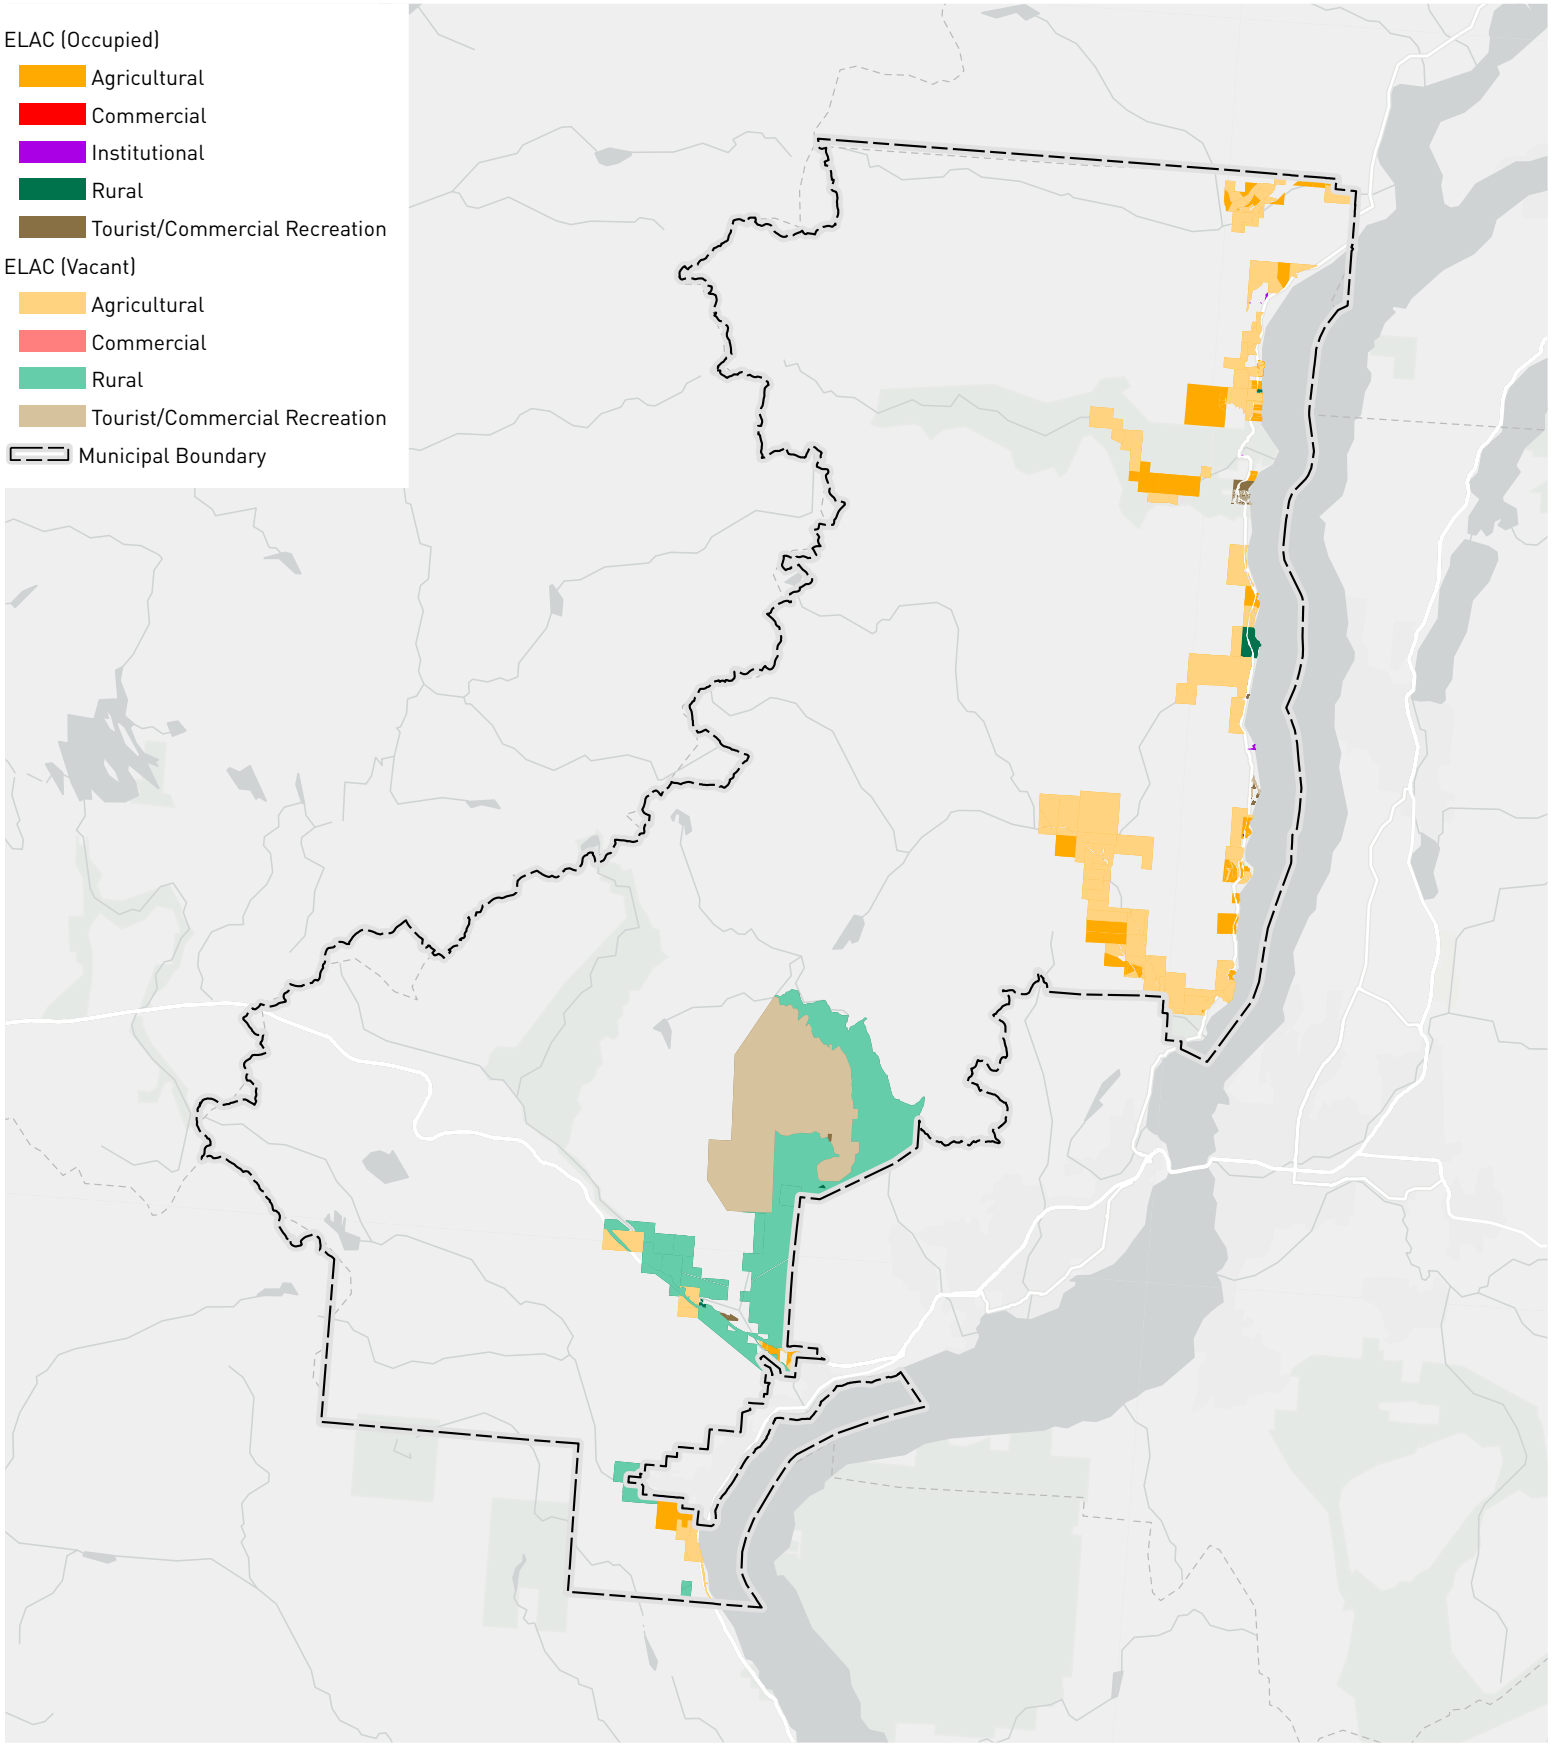 ELAC (Occupied)
Agricultural
Commercial
Institutional
Rural
Tourist/Commercial Recreation
ELAC (Vacant)
Agricultural
Commercial
Rural
Tourist/Commercial Recreation
Municipal Boundary